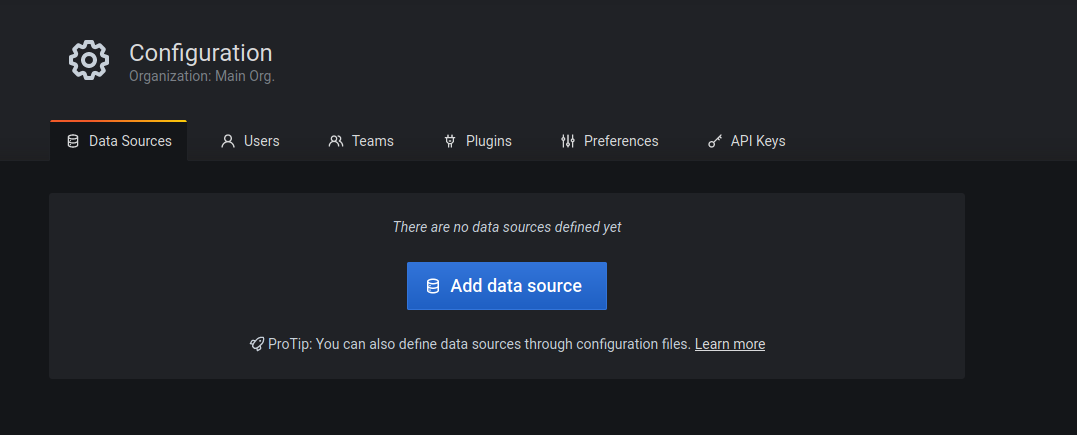 Configuration
Organization: Main Org.
Data Sources Users Teams Plugins Preferences API Keys
There are no data sources defined yet
Add data source
ProTip: You can also define data sources through configuration files. Learn more